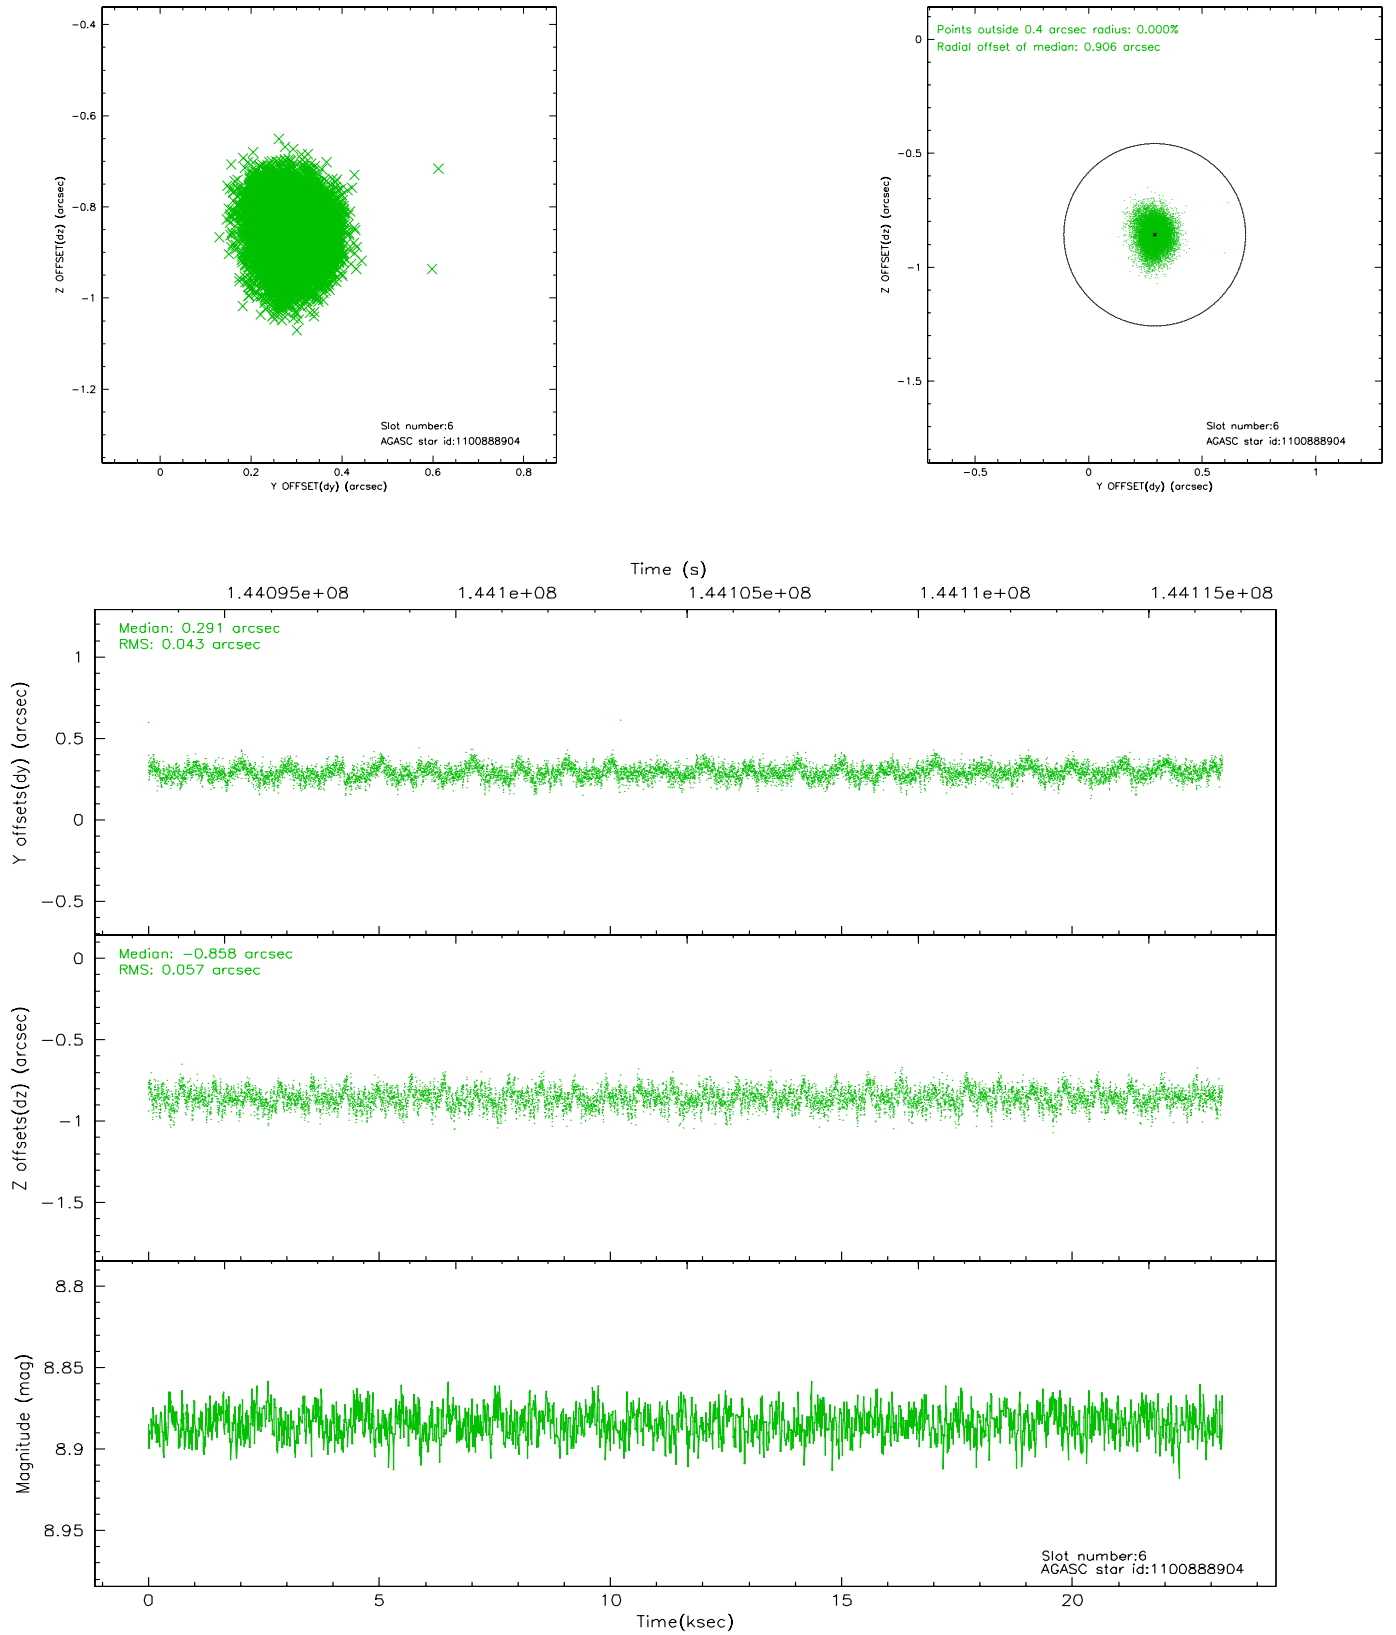 −0.4
−0.6
−0.8
−1
−1.2
Z OFFSET(dz) (arcsec)
0
0.2
0.4
0.6
0.8
Y OFFSET(dy) (arcsec)
Slot number:6
AGASC star id:1100888904
Points outside 0.4 arcsec radius: 0.000%
Radial offset of median: 0.906 arcsec
0
−0.5
−1
−1.5
Z OFFSET(dz) (arcsec)
−0.5
0
0.5
1
Y OFFSET(dy) (arcsec)
Slot number:6
AGASC star id:1100888904
Time (s)
1.44095e+08
1.441e+08
1.44105e+08
1.4411e+08
1.44115e+08
Median: 0.291 arcsec
RMS: 0.043 arcsec
1
0.5
0
−0.5
Y offsets(dy) (arcsec)
Median: −0.858 arcsec
RMS: 0.057 arcsec
0
−0.5
−1
−1.5
Z offsets(dz) (arcsec)
8.8
8.85
8.9
8.95
Magnitude (mag)
Slot number:6
AGASC star id:1100888904
0
5
10
15
20
Time(ksec)